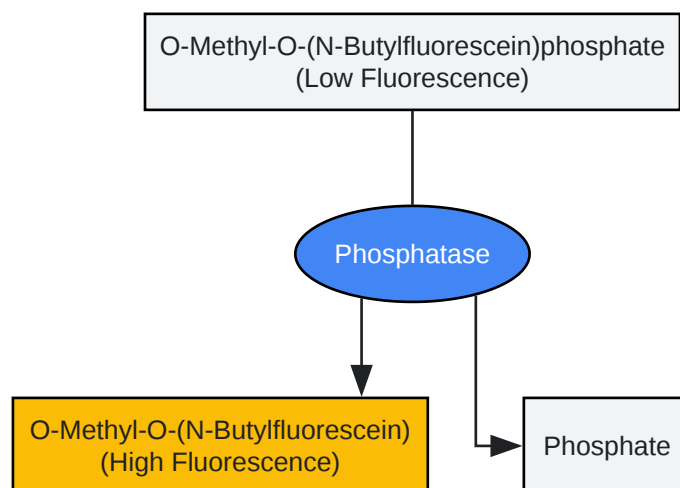 O-Methyl-O-(N-Butylfluorescein)phosphate
(Low Fluorescence)
Phosphatase
O-Methyl-O-(N-Butylfluorescein)
(High Fluorescence)
Phosphate